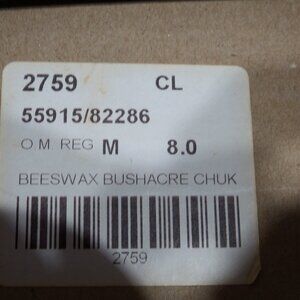 2759 CL
55915/82286
O.M. REG M 8.0
BEESWAX BUSHACRE CHUK
2759